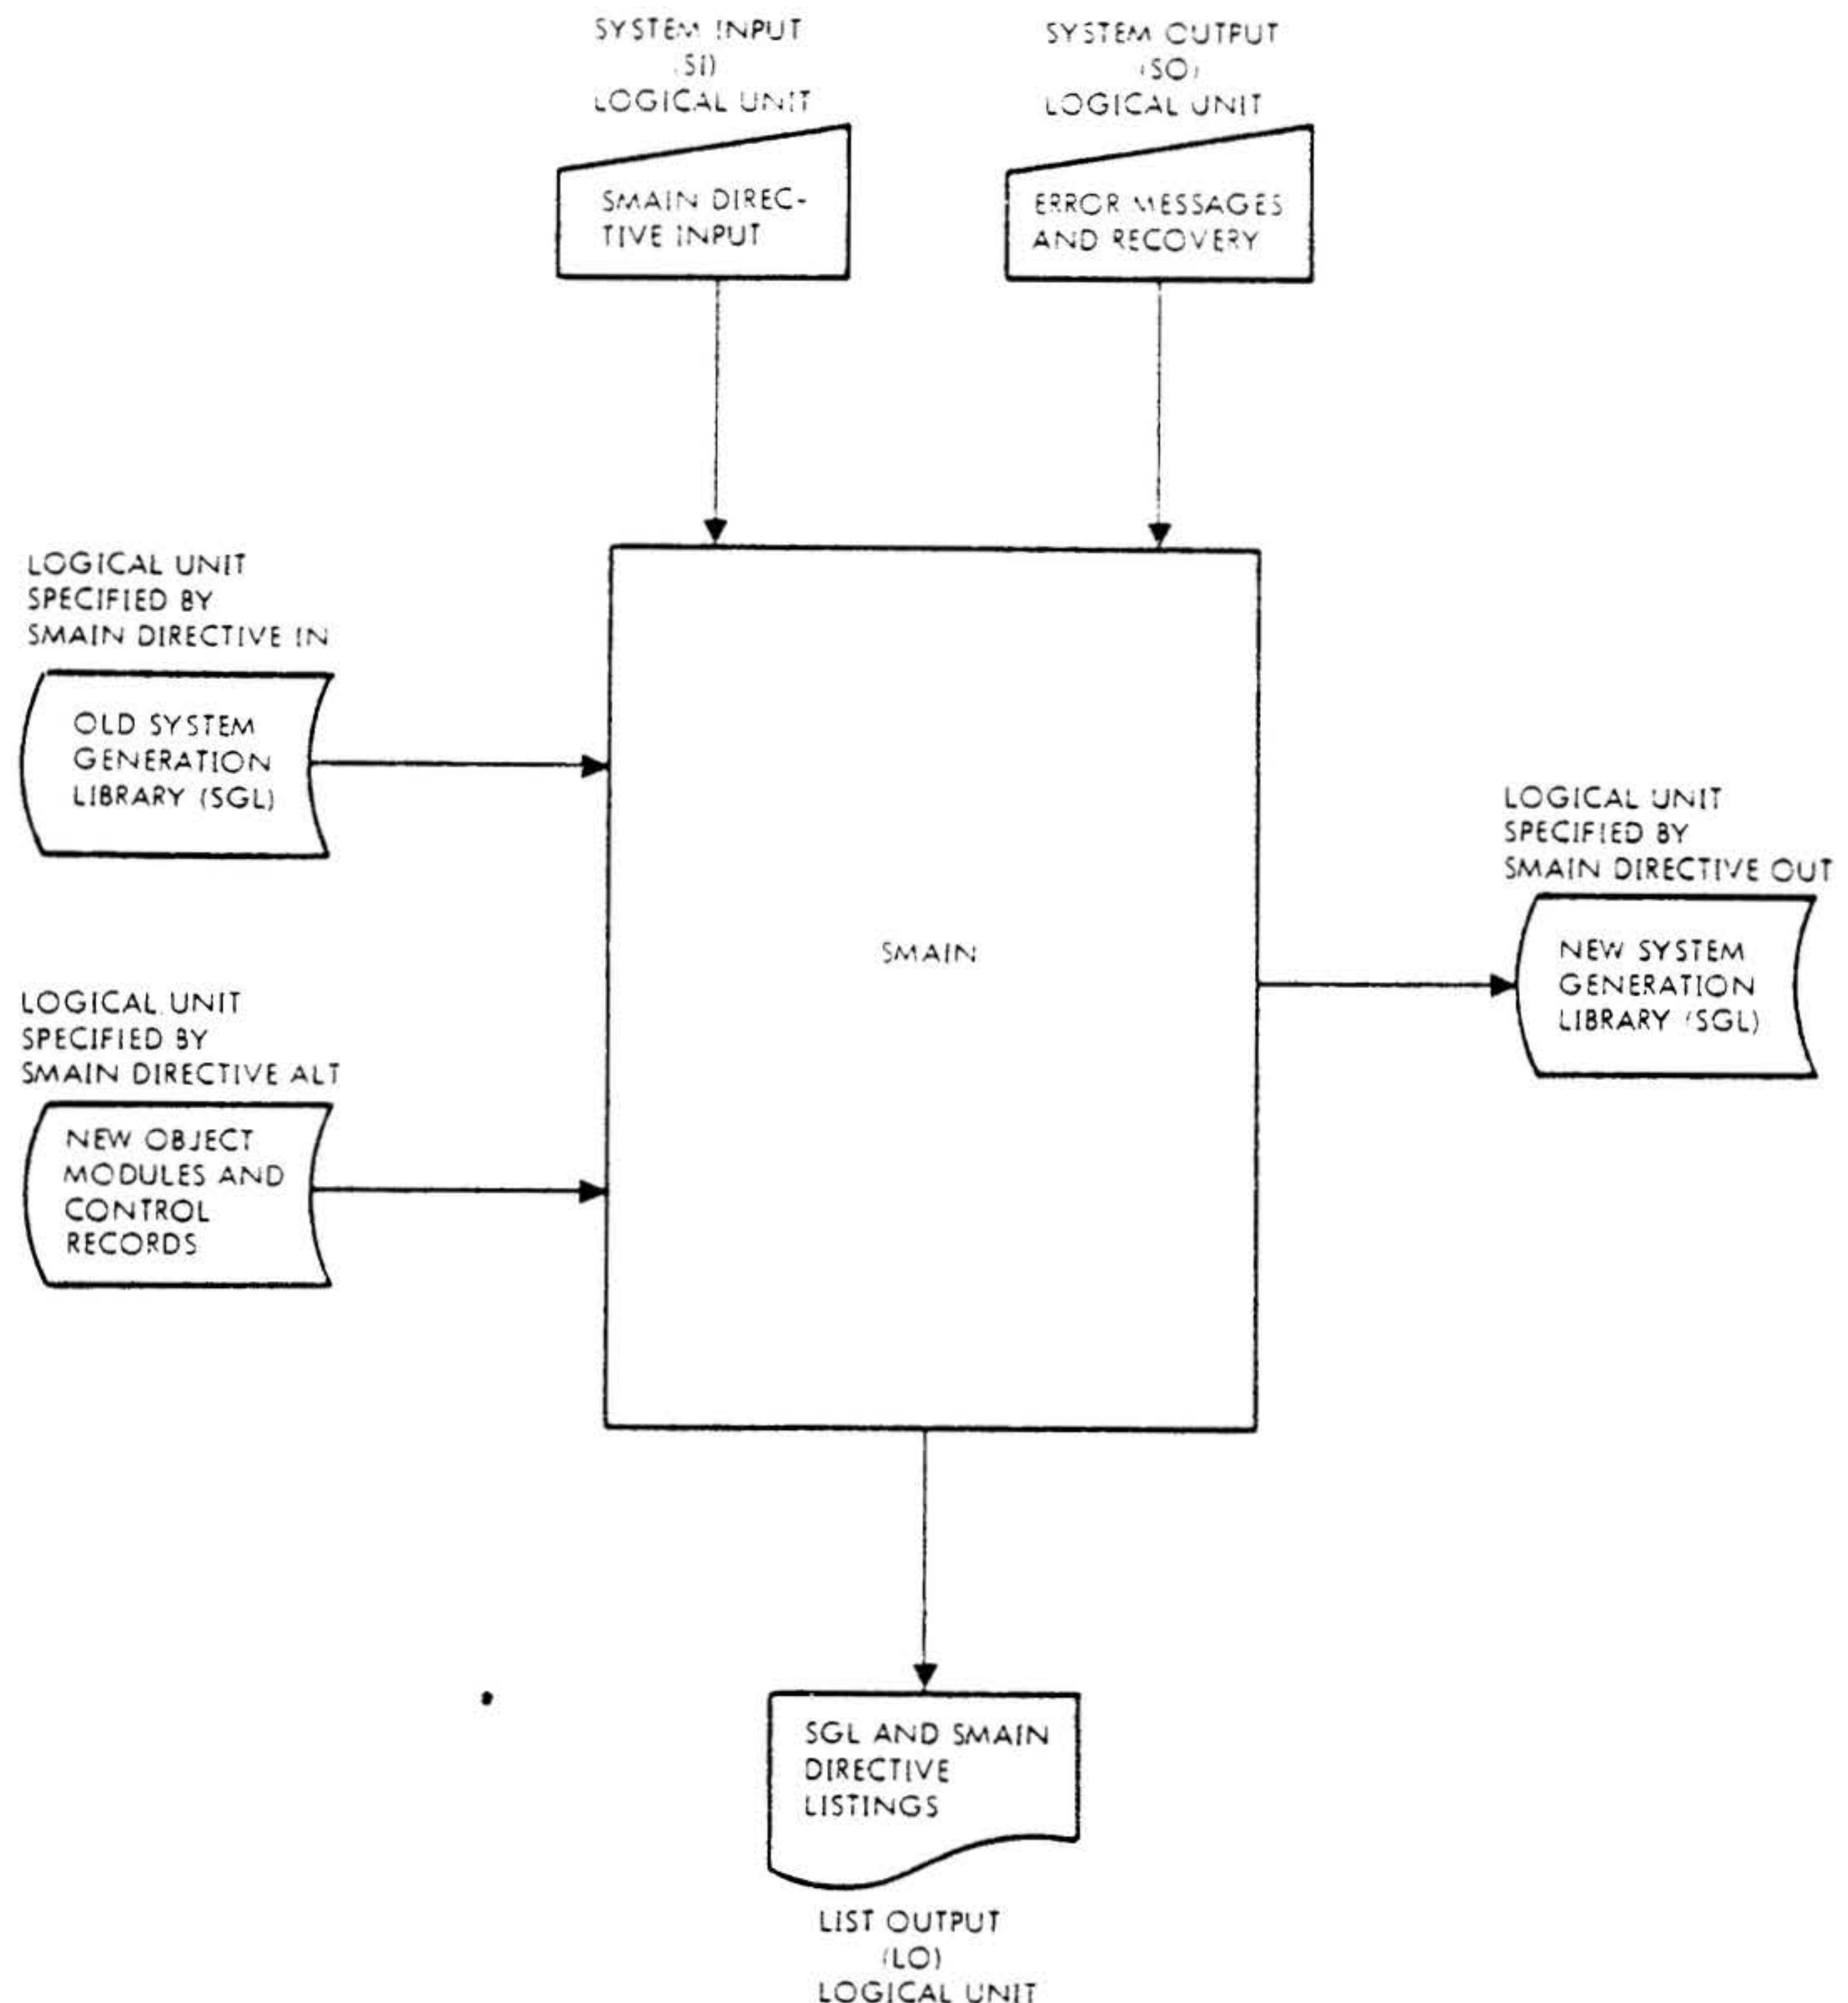 SYSTEM INPUT
(SI)
LOGICAL UNIT
SMAIN DIREC-
TIVE INPUT
SYSTEM OUTPUT
(SO)
LOGICAL UNIT
ERROR MESSAGES
AND RECOVERY
LOGICAL UNIT
SPECIFIED BY
SMAIN DIRECTIVE IN
OLD SYSTEM
GENERATION
LIBRARY (SGL)
LOGICAL UNIT
SPECIFIED BY
SMAIN DIRECTIVE ALT
NEW OBJECT
MODULES AND
CONTROL
RECORDS
SMAIN
LOGICAL UNIT
SPECIFIED BY
SMAIN DIRECTIVE OUT
NEW SYSTEM
GENERATION
LIBRARY (SGL)
SGL AND SMAIN
DIRECTIVE
LISTINGS
LIST OUTPUT
(LO)
LOGICAL UNIT